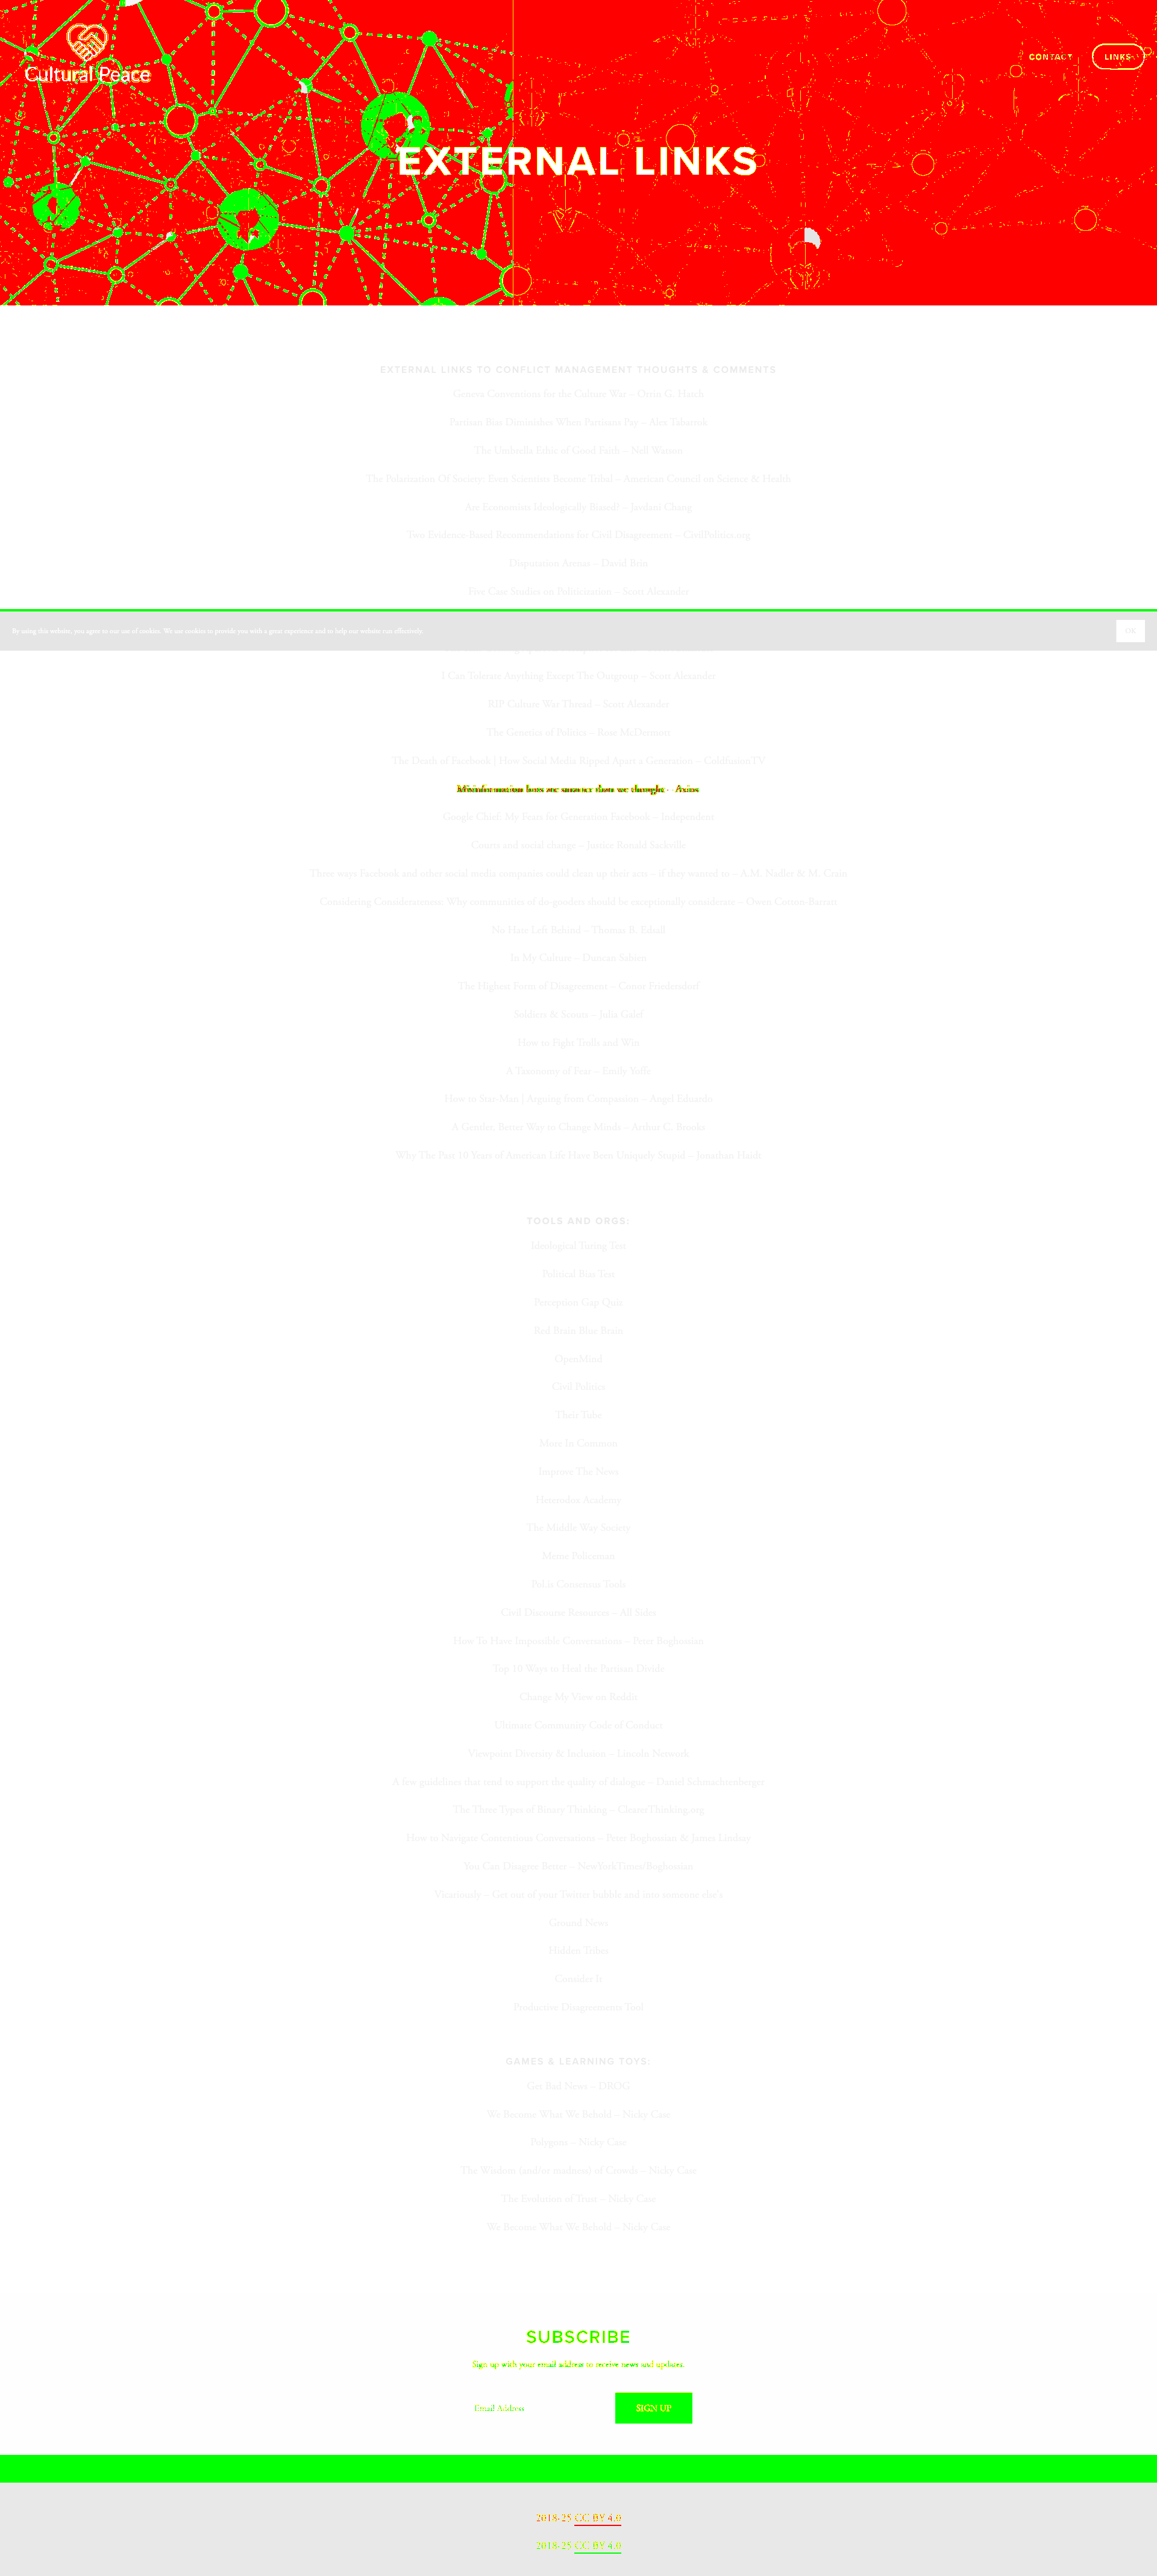 Cultural Peace
CONTACT
LINKS
EXTERNAL LINKS
EXTERNAL LINKS TO CONFLICT MANAGEMENT THOUGHTS & COMMENTS
Geneva Conventions for the Culture War – Orrin G. Hatch
Partisan Bias Diminishes When Partisans Pay – Alex Tabarrok
The Umbrella Ethic of Good Faith – Nell Watson
The Polarization Of Society: Even Scientists Become Tribal – American Council on Science & Health
Are Economists Ideologically Biased? – Chang
Two Evidence-Based Recommendations for Civil Disagreement – CivilPolitics.org
Disputation Arenas – David Brin
Five Case Studies on Politicization – Scott Alexander
By using this website, you agree to our use of cookies. We use cookies to provide you with a great experience and to help our website run effectively.
OK
I Can Tolerate Anything Except The Outgroup – Scott Alexander
RIP Culture War Thread – Scott Alexander
The Genetics of Politics – Rose McDermott
The Death of Facebook | How Social Media Ripped Apart a Generation – ColdfusionTV
Misinformation bots are smarter than we thought – Axios
Google Chief: My Fears for Generation Facebook – Independent
Courts and social change – Justice Ronald Sackville
Three ways Facebook and other social media companies could clean up their acts – if they wanted to – A.M. Nadler & M. Crain
Considering Considerateness: Why communities of do-gooders should be exceptionally considerate – Owen Cotton-Barratt
No Hate Left Behind – Thomas B. Edsall
In My Culture – Duncan Sabien
The Highest Form of Disagreement – Conor Friedersdorf
Soldiers & Scouts – Julia Galef
How to Fight Trolls and Win
A Taxonomy of Fear – Emily Yoffe
How to Star-Man | Arguing from Compassion – Angel Eduardo
A Gentler, Better Way to Change Minds – Arthur C. Brooks
Why The Past 10 Years of American Life Have Been Uniquely Stupid – Jonathan Haidt
TOOLS AND ORGS:
Ideological Turing Test
Political Bias Test
Perception Gap Quiz
Red Brain Blue Brain
OpenMind
Civil Politics
Their Tube
More In Common
Improve The News
Heterodox Academy
The Middle Way Society
Meme Policeman
Pol.is Consensus Tools
Civil Discourse Resources – All Sides
How To Have Impossible Conversations – Peter Boghossian
Top 10 Ways to Heal the Partisan Divide
Change My View on Reddit
Ultimate Community Code of Conduct
Viewpoint Diversity & Inclusion – Lincoln Network
A few guidelines that tend to support the quality of dialogue – Daniel Schmachtenberger
The Three Types of Binary Thinking – ClearerThinking.org
How to Navigate Contentious Conversations – Peter Boghossian & James Lindsay
You Can Disagree Better – NewYorkTimes/Boghossian
Vicariously – Get out of your Twitter bubble and into someone else's
Ground News
Hidden Tribes
Consider It
Productive Disagreements Tool
GAMES & LEARNING TOYS:
Get Bad News – DROG
We Become What We Behold – Nicky Case
Polygons – Nicky Case
The Wisdom (and/or madness) of Crowds – Nicky Case
The Evolution of Trust – Nicky Case
We Become What We Behold – Nicky Case
SUBSCRIBE
Sign up with your email address to receive news and updates.
Email Address
SIGN UP
2018-25 CC BY 4.0
2018-25 CC BY 4.0